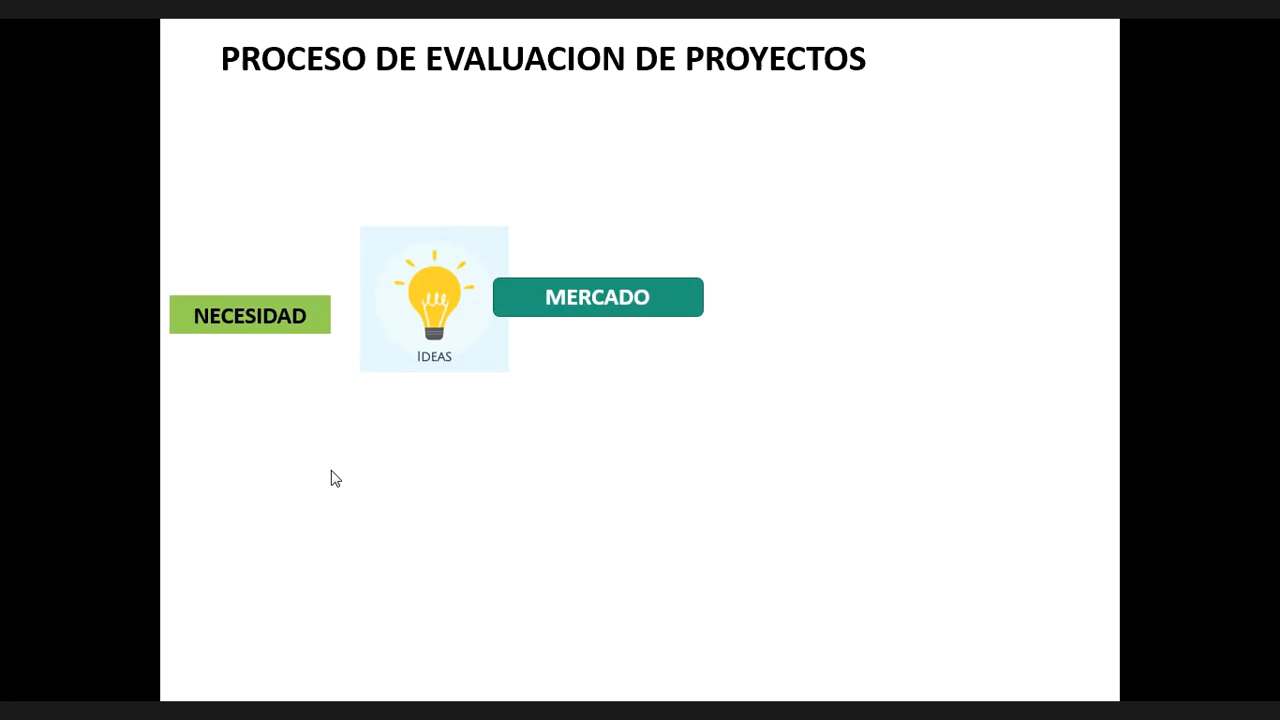 PROCESO DE EVALUACION DE PROYECTOS
MERCADO
NECESIDAD
IDEAS